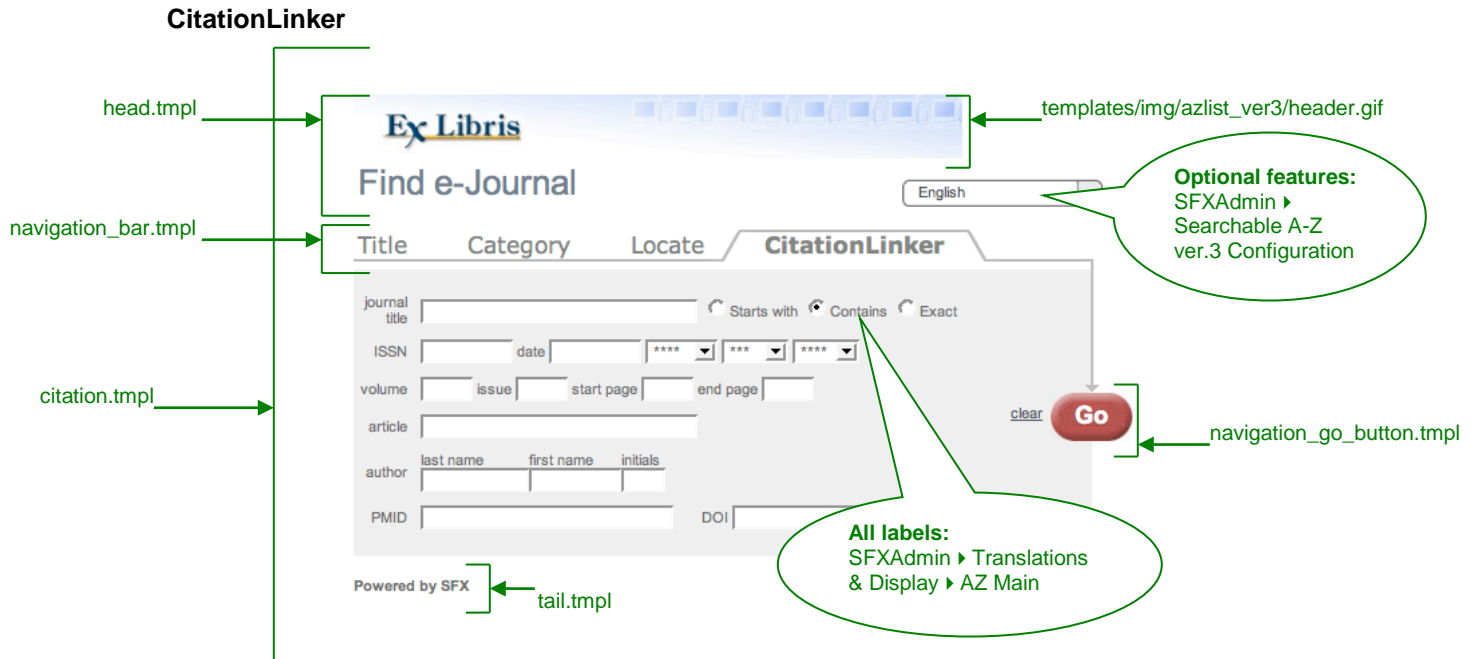 CitationLinker
head.tmpl
Ex Libris
templates/img/azlist_ver3/header.gif
Find e-Journal
English
Optional features:
SFXAdmin ▸
Searchable A-Z
ver.3 Configuration
navigation_bar.tmpl
Title Category Locate CitationLinker
journal title Starts with Contains Exact
ISSN date **** *** ****
volume issue start page end page
citation.tmpl
clear Go
article
navigation_go_button.tmpl
last name first name initials
author
PMID DOI
All labels:
SFXAdmin ▸ Translations
& Display ▸ AZ Main
Powered by SFX
tail.tmpl